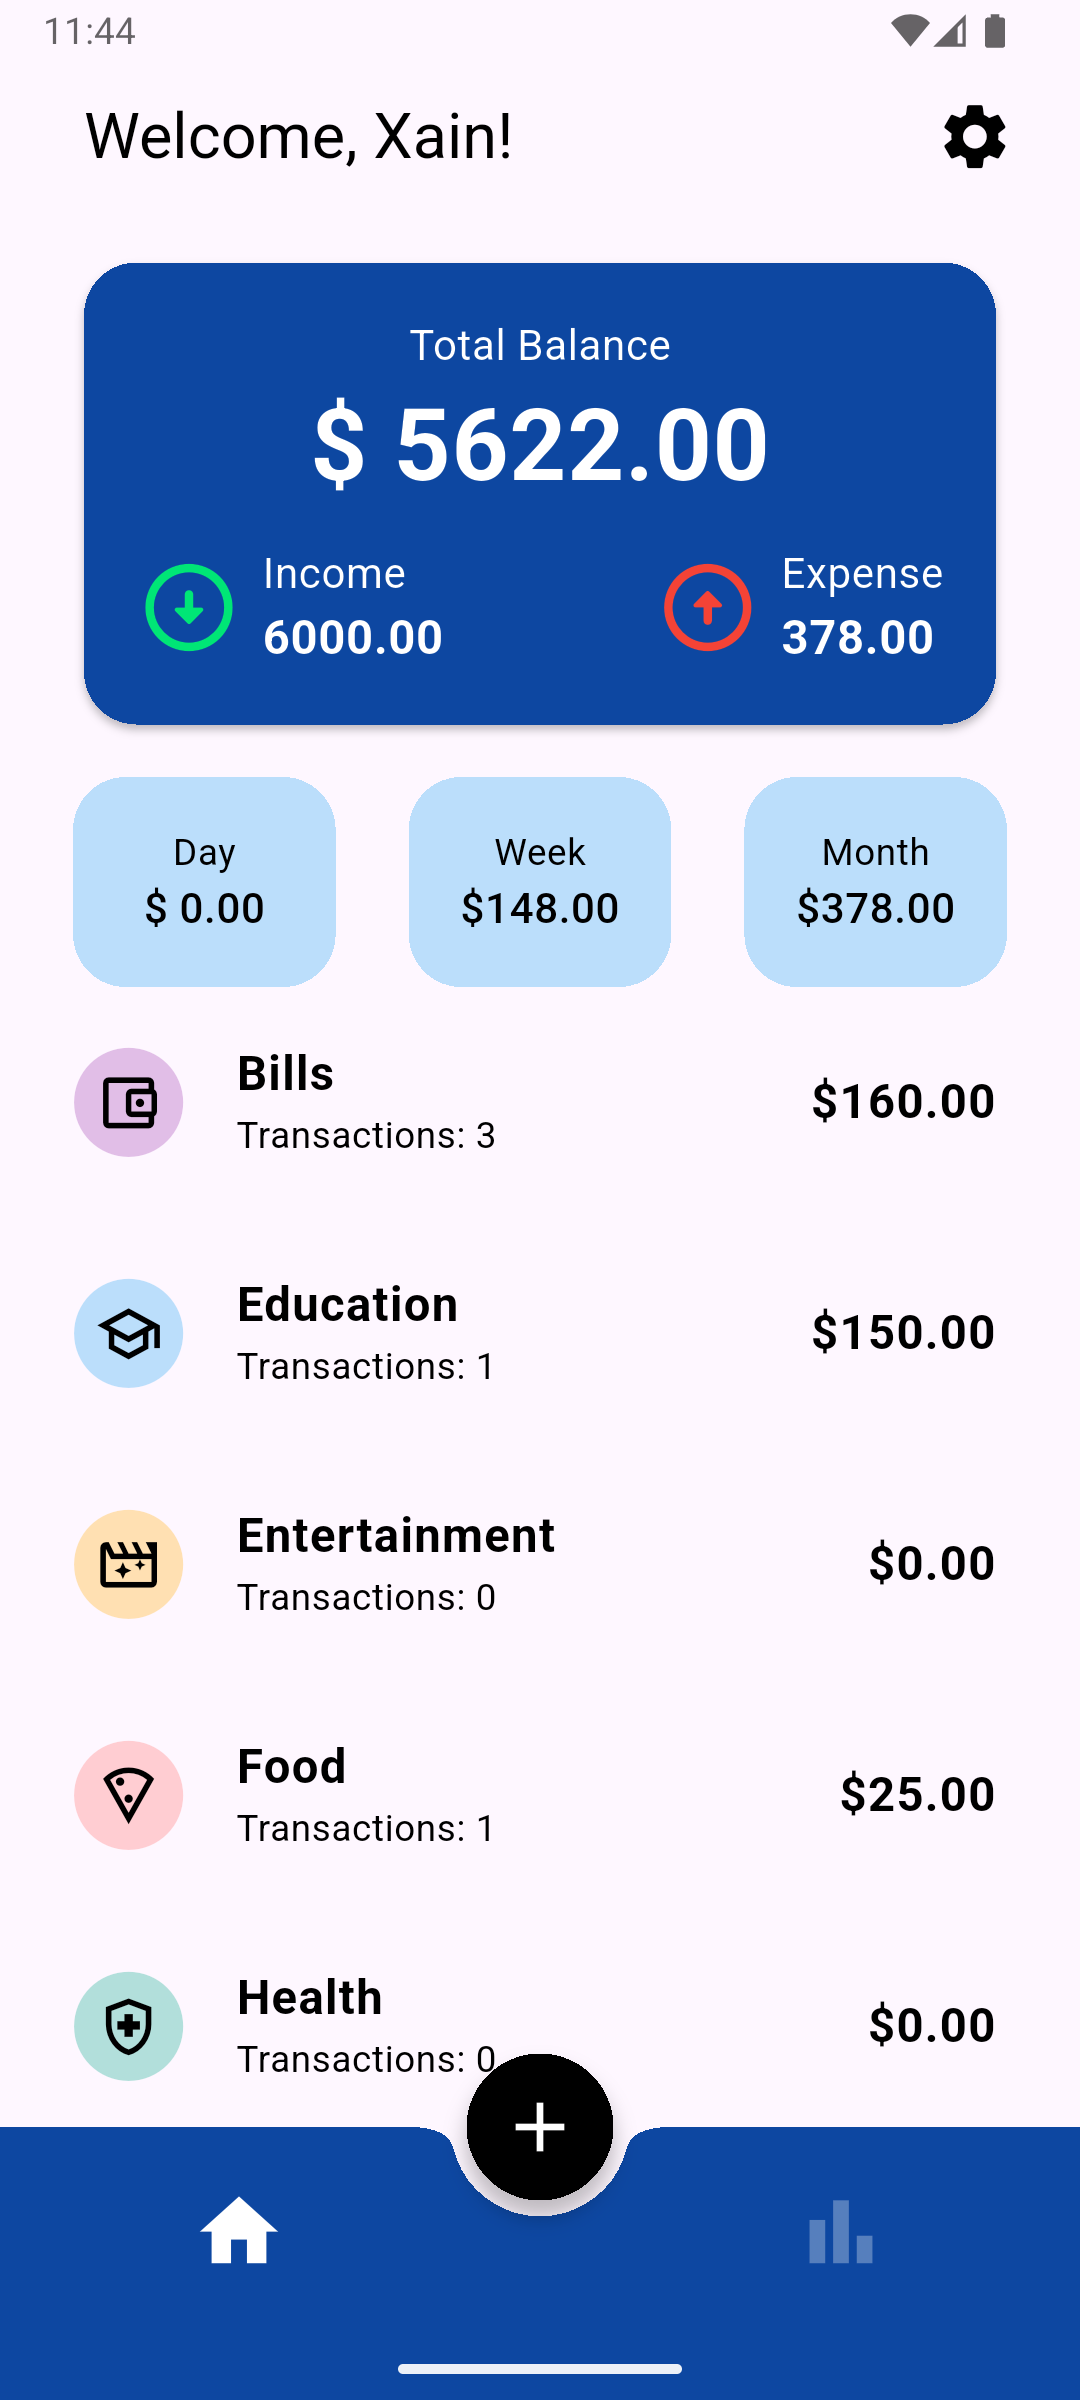 11:44
Welcome, Xain!
Total Balance
$ 5622.00
Income
6000.00
Expense
378.00
Day
$ 0.00
Week
$148.00
Month
$378.00
Bills
Transactions: 3
$160.00
Education
Transactions: 1
$150.00
Entertainment
Transactions: 0
$0.00
Food
Transactions: 1
$25.00
Health
Transactions: 0
$0.00